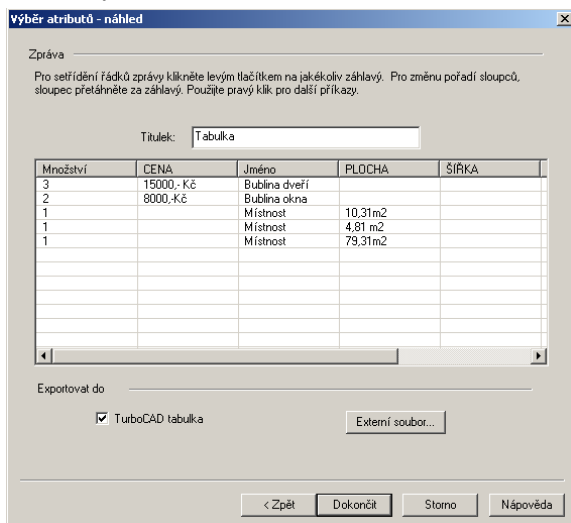 Výběr atributů - náhled
Zpráva
Pro setřídění řádků zprávy klikněte levým tlačítkem na jakékoliv záhlavý. Pro změnu pořadí sloupců,
sloupec přetáhněte za záhlavý. Použijte pravý klik pro další příkazy.
Titulek: Tabulka
Množství CENA Jméno PLOCHA ŠÍŘKA
3 15000,- Kč Bublina dveří
2 8000,-Kč Bublina okna
1 Místnost 10,31m2
1 Místnost 4,81 m2
1 Místnost 79,31m2
Exportovat do
TurboCAD tabulka Externí soubor...
< Zpět Dokončit Storno Nápověda